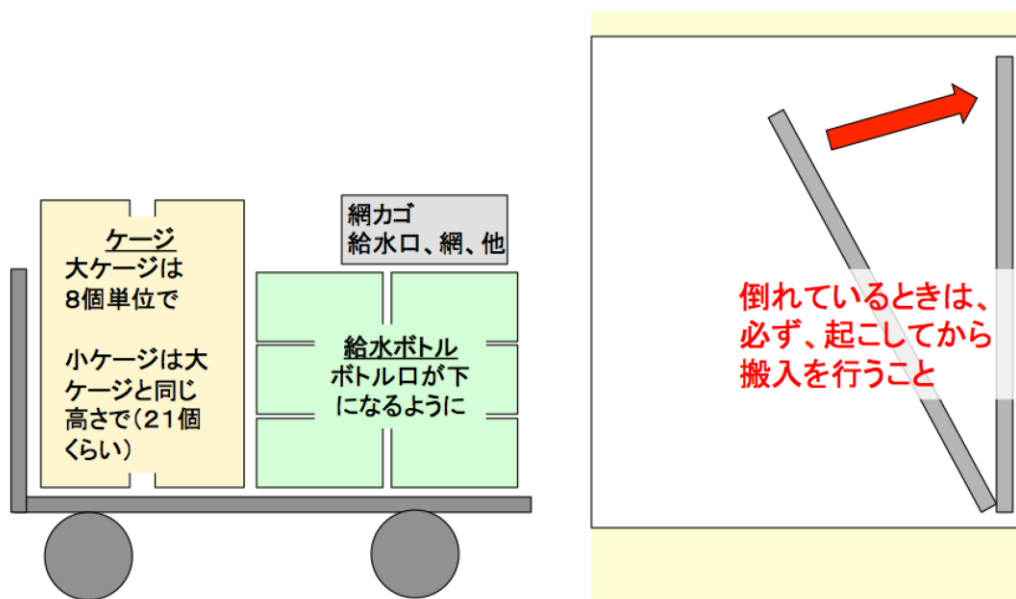 ケージ
大ケージは
8個単位で
小ケージは大
ケージと同じ
高さで(21個
くらい)
網カゴ
給水口、網、他
給水ボトル
ボトル口が下
になるように
倒れているときは、
必ず、起こしてから
搬入を行うこと